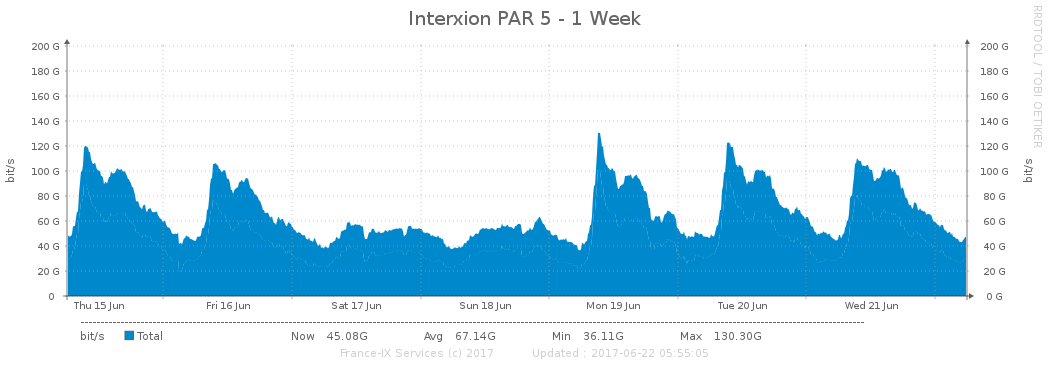 Interxion PAR 5 - 1 Week
RRDTOOL / TOBI OETIKER
200 G 200 G
180 G 180 G
160 G 160 G
140 G 140 G
120 G 120 G
100 G 100 G
80 G 80 G
60 G 60 G
40 G 40 G
20 G 20 G
0 0 G
bit/s
bit/s
Thu 15 Jun Fri 16 Jun Sat 17 Jun Sun 18 Jun Mon 19 Jun Tue 20 Jun Wed 21 Jun
bit/s Total Now 45.08G Avg 67.14G Min 36.11G Max 130.30G
France-IX Services (c) 2017 Updated : 2017-06-22 05:55:05